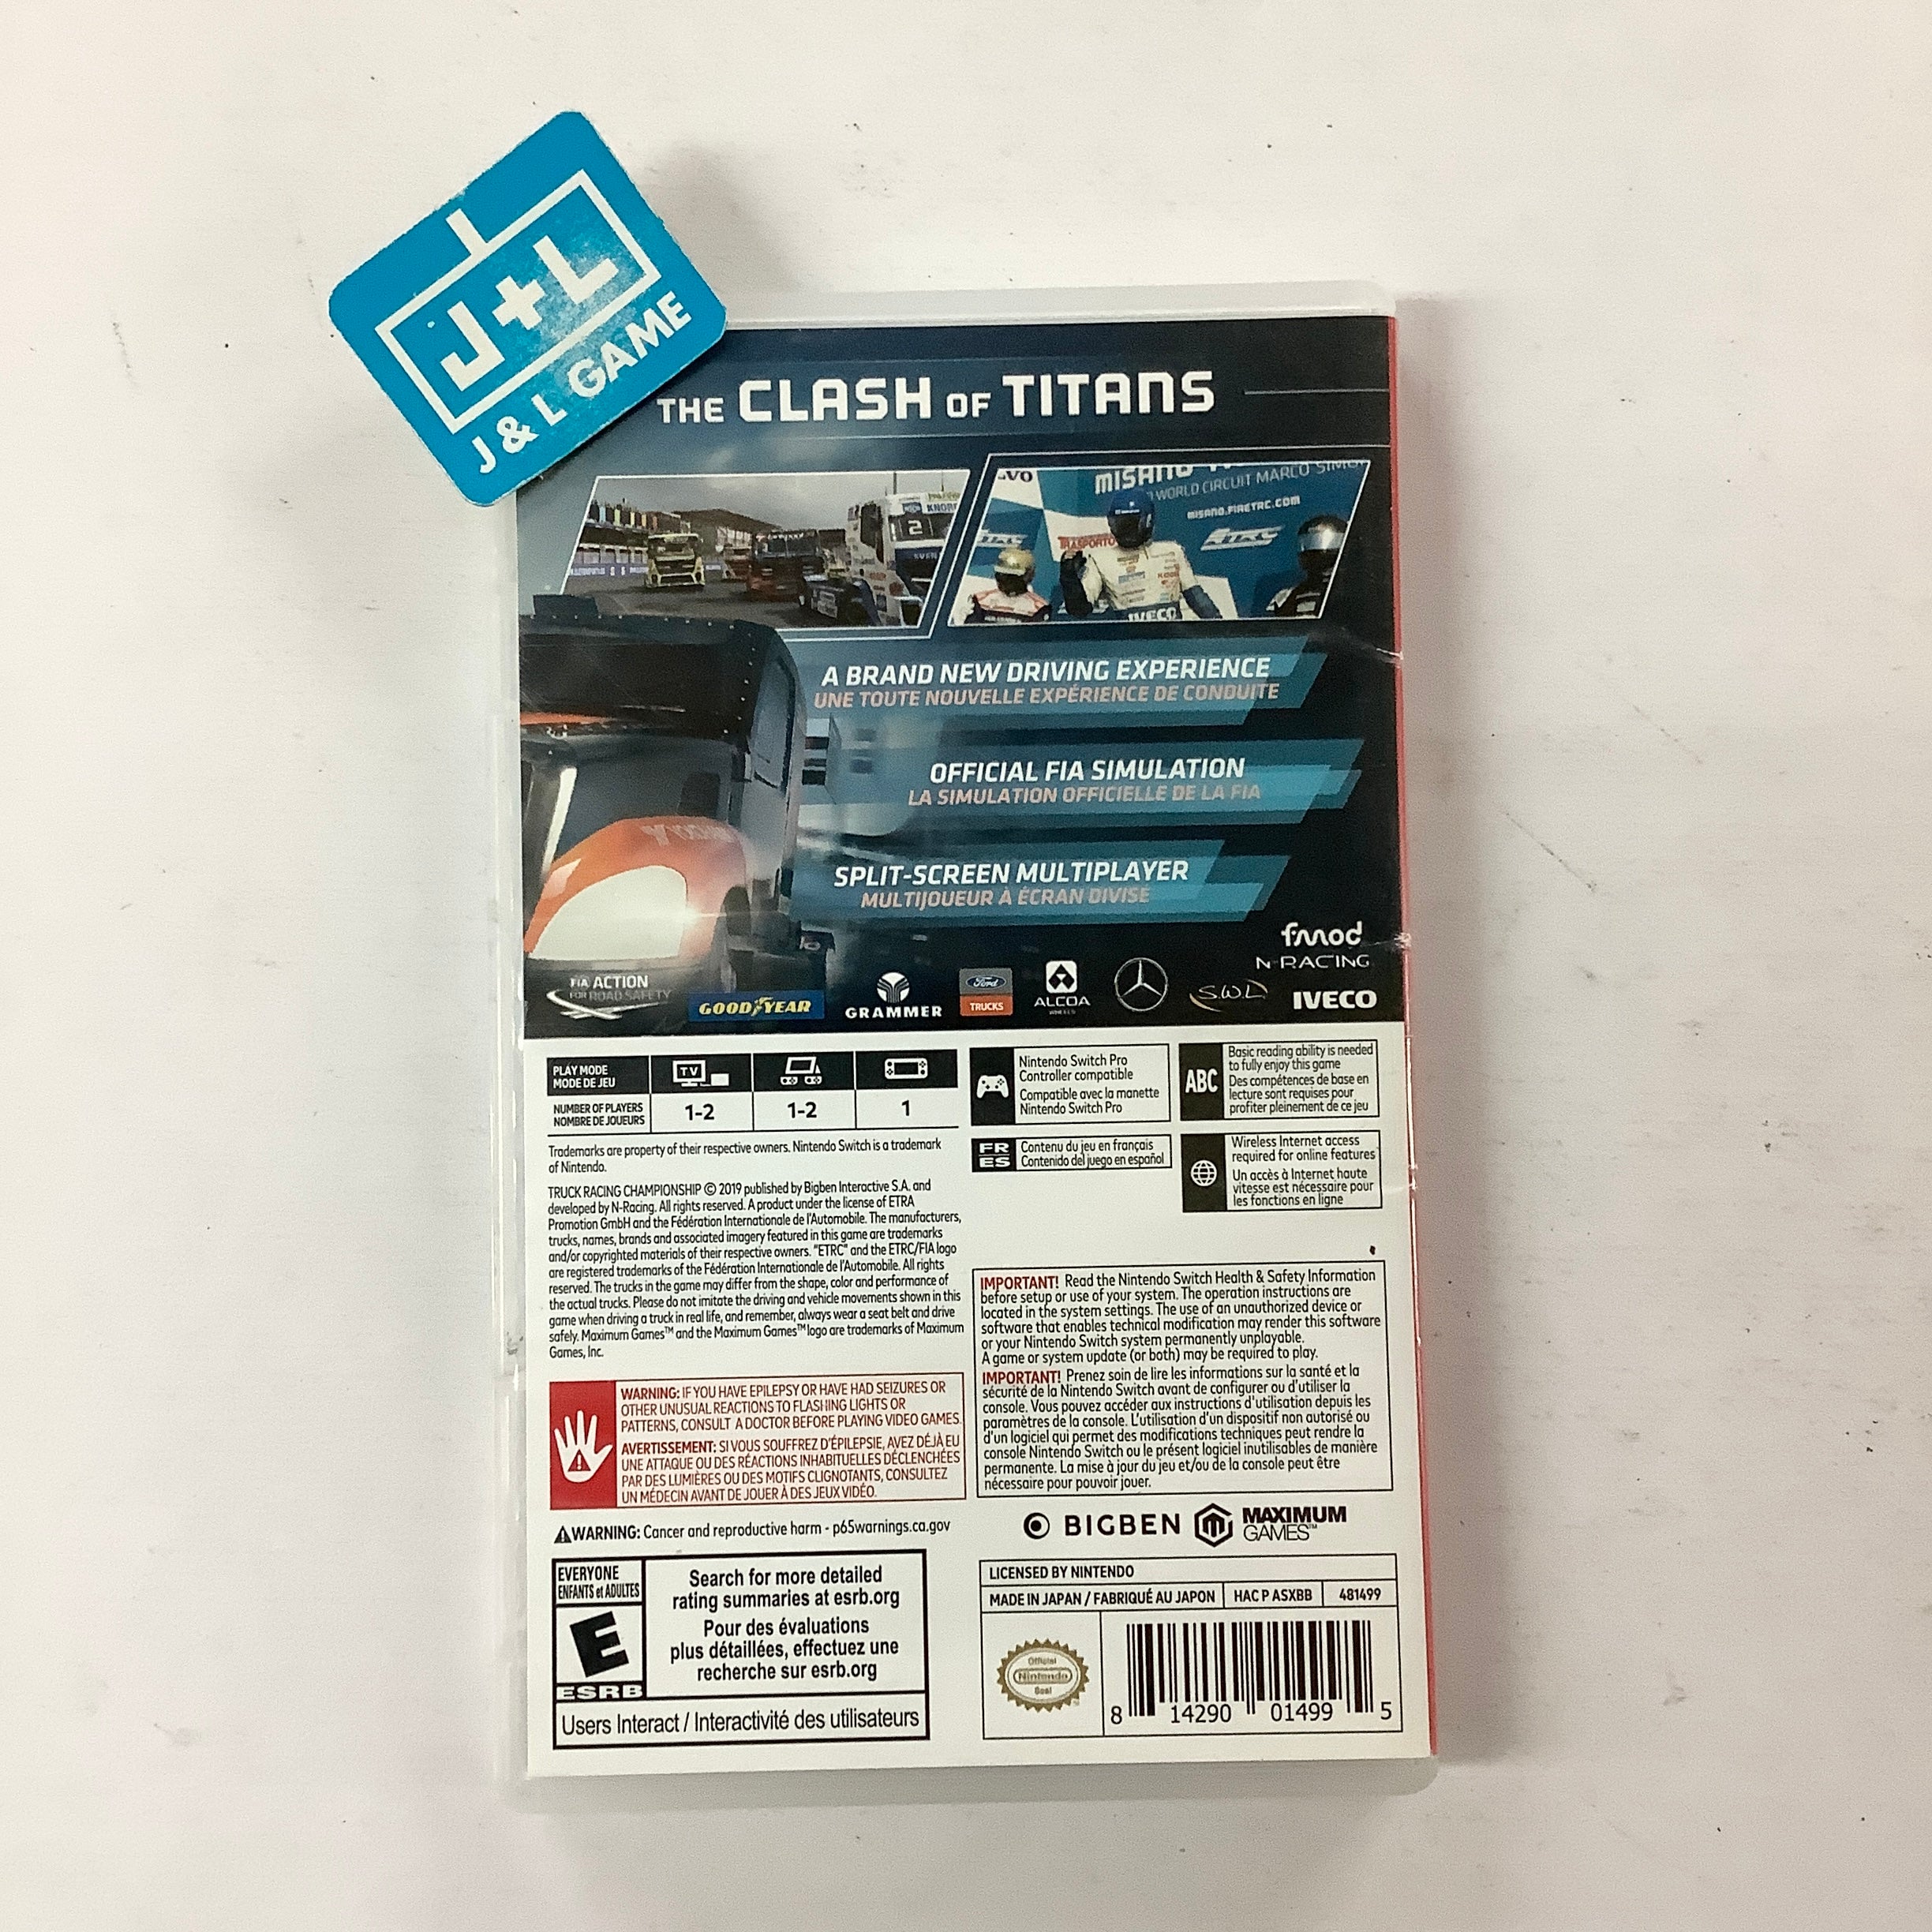 J+L
J & L GAME
THE CLASH OF TITANS
KNORR
2
SVEN
MISANO
WORLD CIRCUIT MARCO SIMO
MISANO.FIAETRC.COM
ETRC
ETRC
TRASPORTO
IVECO
A BRAND NEW DRIVING EXPERIENCE
UNE TOUTE NOUVELLE EXPÉRIENCE DE CONDUITE
OFFICIAL FIA SIMULATION
LA SIMULATION OFFICIELLE DE LA FIA
SPLIT-SCREEN MULTIPLAYER
MULTIJOUEUR À ÉCRAN DIVISE
fmod
N-RACING
FIA ACTION
FOR ROAD SAFETY
GOOD YEAR
GRAMMER
Ford
TRUCKS
ALCOA
WHEELS
S.W.L
IVECO
PLAY MODE
MODE DE JEU
TV
NUMBER OF PLAYERS
NOMBRE DE JOUEURS
1-2
1-2
1
Nintendo Switch Pro
Controller compatible
Compatible avec la manette
Nintendo Switch Pro
ABC
Basic reading ability is needed
to fully enjoy this game
Des compétences de base en
lecture sont requises pour
profiter pleinement de ce jeu
FR
ES
Contenu du jeu en français
Contenido del juego en español
Wireless Internet access
required for online features
Un accès à Internet haute
vitesse est nécessaire pour
les fonctions en ligne
Trademarks are property of their respective owners. Nintendo Switch is a trademark
of Nintendo.
TRUCK RACING CHAMPIONSHIP © 2019 published by Bigben Interactive S.A. and
developed by N-Racing. All rights reserved. A product under the license of ETRA
Promotion GmbH and the Fédération Internationale de l'Automobile. The manufacturers,
trucks, names, brands and associated imagery featured in this game are trademarks
and/or copyrighted materials of their respective owners. "ETRC" and the ETRC/FIA logo
are registered trademarks of the Fédération Internationale de l'Automobile. All rights
reserved. The trucks in the game may differ from the shape, color and performance of
the actual trucks. Please do not imitate the driving and vehicle movements shown in this
game when driving a truck in real life, and remember, always wear a seat belt and drive
safely. Maximum Games™ and the Maximum Games™ logo are trademarks of Maximum
Games, Inc.
IMPORTANT! Read the Nintendo Switch Health & Safety Information
before setup or use of your system. The operation instructions are
located in the system settings. The use of an unauthorized device or
software that enables technical modification may render this software
or your Nintendo Switch system permanently unplayable.
A game or system update (or both) may be required to play.
IMPORTANT! Prenez soin de lire les informations sur la santé et la
sécurité de la Nintendo Switch avant de configurer ou d'utiliser la
console. Vous pouvez accéder aux instructions d'utilisation depuis les
paramètres de la console. L'utilisation d'un dispositif non autorisé ou
d'un logiciel qui permet des modifications techniques peut rendre la
console Nintendo Switch ou le présent logiciel inutilisables de manière
permanente. La mise à jour du jeu et/ou de la console peut être
nécessaire pour pouvoir jouer.
WARNING: IF YOU HAVE EPILEPSY OR HAVE HAD SEIZURES OR
OTHER UNUSUAL REACTIONS TO FLASHING LIGHTS OR
PATTERNS, CONSULT A DOCTOR BEFORE PLAYING VIDEO GAMES.
AVERTISSEMENT: SI VOUS SOUFFREZ D'ÉPILEPSIE, AVEZ DÉJÀ EU
UNE ATTAQUE OU DES RÉACTIONS INHABITUELLES DÉCLENCHÉES
PAR DES LUMIÈRES OU DES MOTIFS CLIGNOTANTS, CONSULTEZ
UN MÉDECIN AVANT DE JOUER À DES JEUX VIDÉO.
WARNING: Cancer and reproductive harm - p65warnings.ca.gov
BIGBEN
MAXIMUM
GAMES™
EVERYONE
ENFANTS et ADULTES
E
ESRB
Search for more detailed
rating summaries at esrb.org
Pour des évaluations
plus détaillées, effectuez une
recherche sur esrb.org
Users Interact / Interactivité des utilisateurs
LICENSED BY NINTENDO
MADE IN JAPAN / FABRIQUÉ AU JAPON
HAC P ASXBB
481499
Official
Nintendo
Seal
8 14290 01499 5